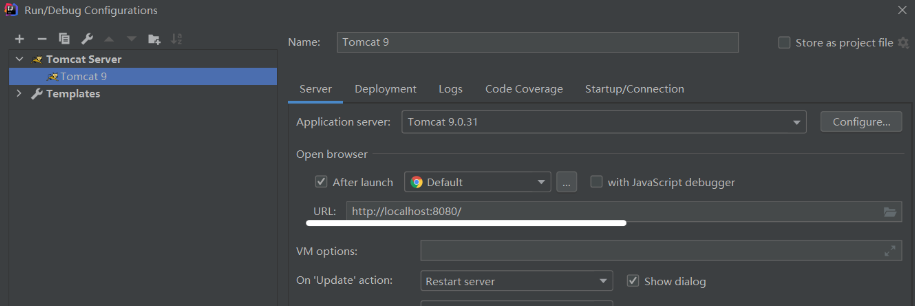 Run/Debug Configurations
Name: Tomcat 9
Store as project file
Tomcat Server
Tomcat 9
Templates
Server Deployment Logs Code Coverage Startup/Connection
Application server: Tomcat 9.0.31 Configure...
Open browser
After launch Default ... with JavaScript debugger
URL: http://localhost:8080/
VM options:
On 'Update' action: Restart server Show dialog